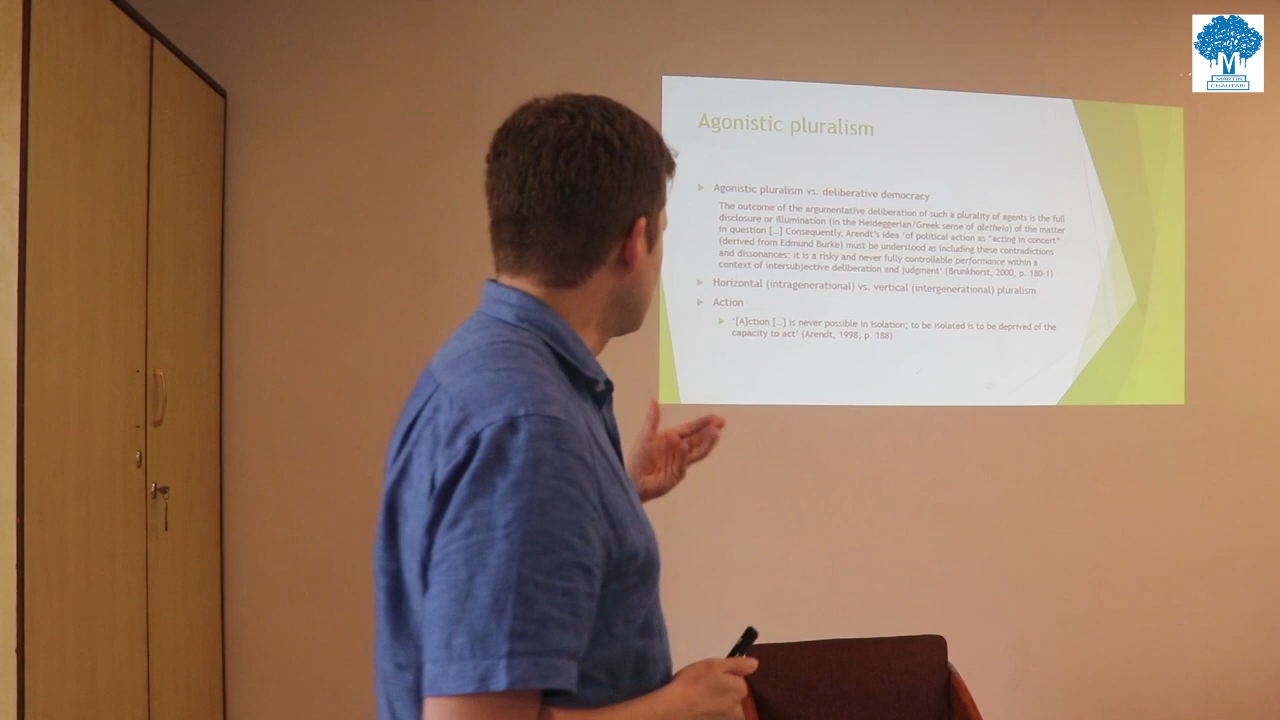 M
MARTIN
CHAUTARI
Agonistic pluralism
Agonistic pluralism vs. deliberative democracy
The outcome of the argumentative deliberation of such a plurality of agents is the full
disclosure or illumination (in the Heideggerian/Greek sense of aletheia) of the matter
in question […] Consequently, Arendt's idea 'of political action as "acting in concert"
(derived from Edmund Burke) must be understood as including these contradictions
and dissonances: it is a risky and never fully controllable performance within a
context of intersubjective deliberation and judgment' (Brunkhorst, 2000, p. 180-1)
Horizontal (intragenerational) vs. vertical (intergenerational) pluralism
Action
'[A]ction […] is never possible in isolation; to be isolated is to be deprived of the
capacity to act' (Arendt, 1998, p. 188)